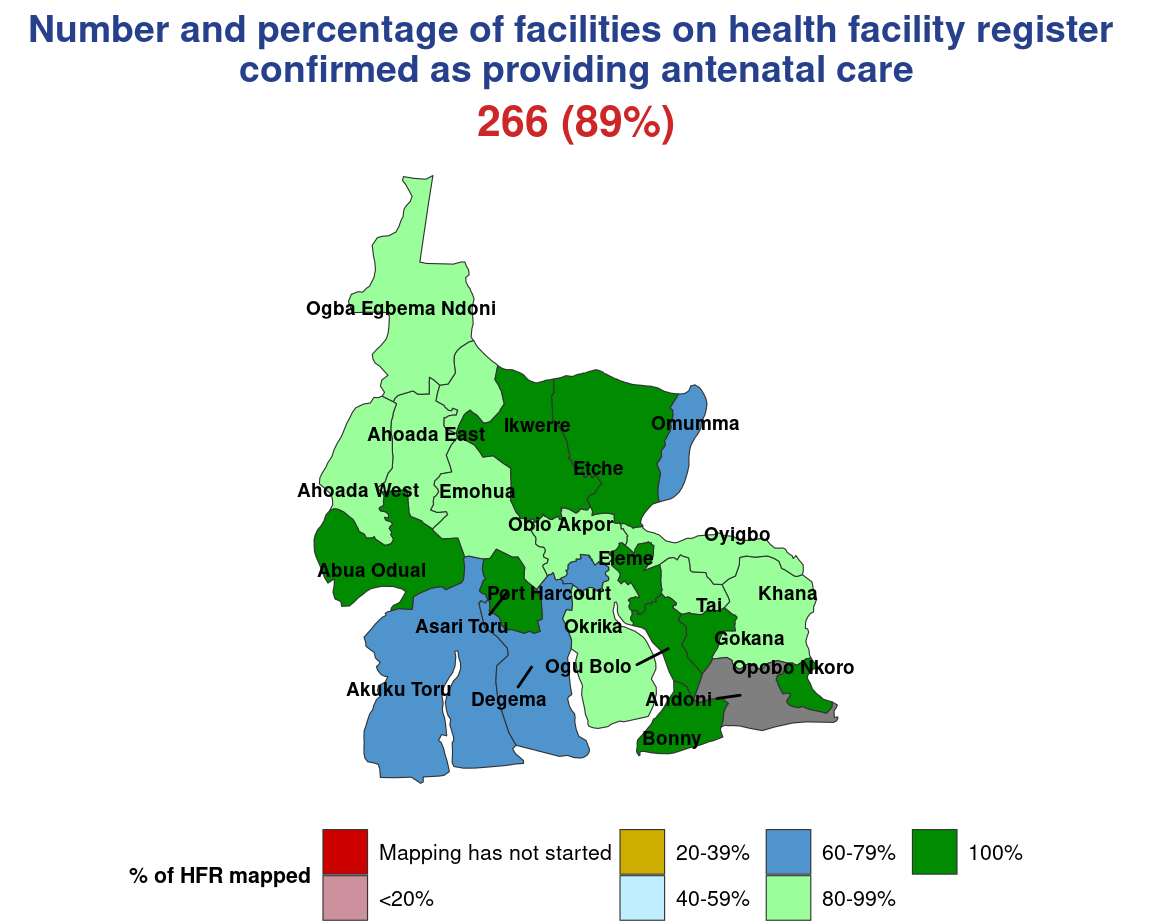 Number and percentage of facilities on health facility register
confirmed as providing antenatal care
266 (89%)
Ogba Egbema Ndoni
Omumma
Ikwerre
Ahoada East
Etche
Ahoada West
Emohua
Obio Akpor
Oyigbo
Eleme
Abua Odual
Port Harcourt
Khana
Tai
Asari Toru
Okrika
Gokana
Ogu Bolo
Opobo Nkoro
Akuku Toru
Degema
Andoni
Bonny
% of HFR mapped
Mapping has not started
<20%
20-39%
40-59%
60-79%
80-99%
100%